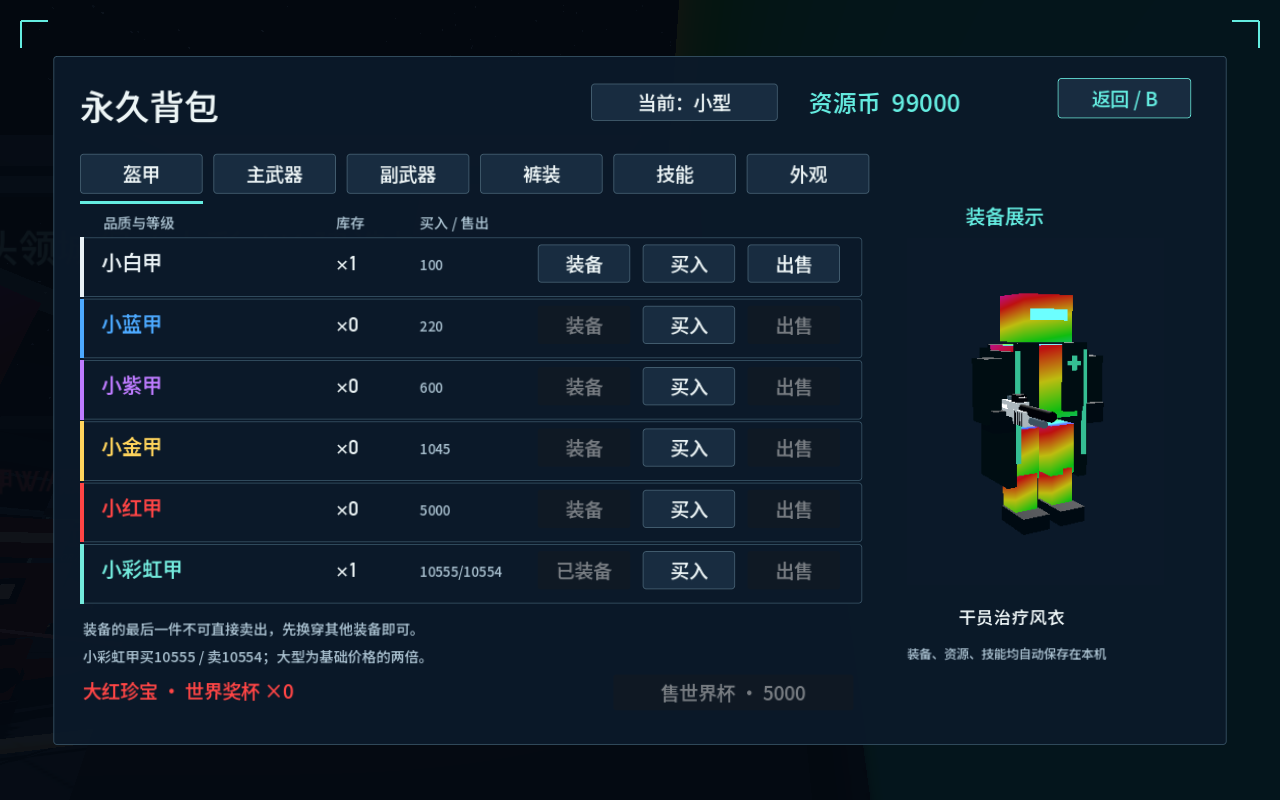 永久背包
当前：小型
资源币 99000
返回 / B
盔甲
主武器
副武器
裤装
技能
外观
装备展示
品质与等级 库存 买入 / 售出
小白甲 ×1 100 装备 买入 出售
小蓝甲 ×0 220 装备 买入 出售
小紫甲 ×0 600 装备 买入 出售
小金甲 ×0 1045 装备 买入 出售
小红甲 ×0 5000 装备 买入 出售
小彩虹甲 ×1 10555/10554 已装备 买入 出售
干员治疗风衣
装备、资源、技能均自动保存在本机
装备的最后一件不可直接卖出，先换穿其他装备即可。
小彩虹甲买10555 / 卖10554；大型为基础价格的两倍。
大红珍宝 · 世界奖杯 ×0
售世界杯 · 5000